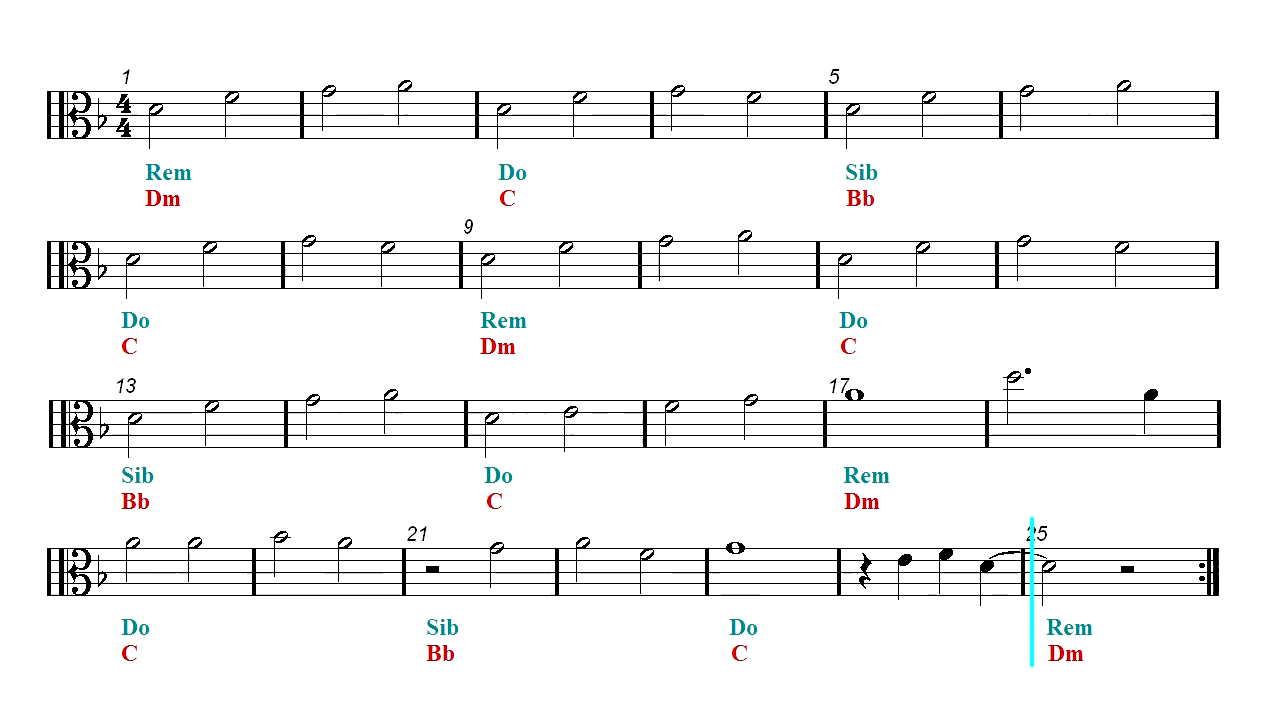 1 5
4
4
Rem Do Sib
Dm C Bb
9
Do Rem Do
C Dm C
13 17
Sib Do Rem
Bb C Dm
21 25
Do Sib Do Rem
C Bb C Dm